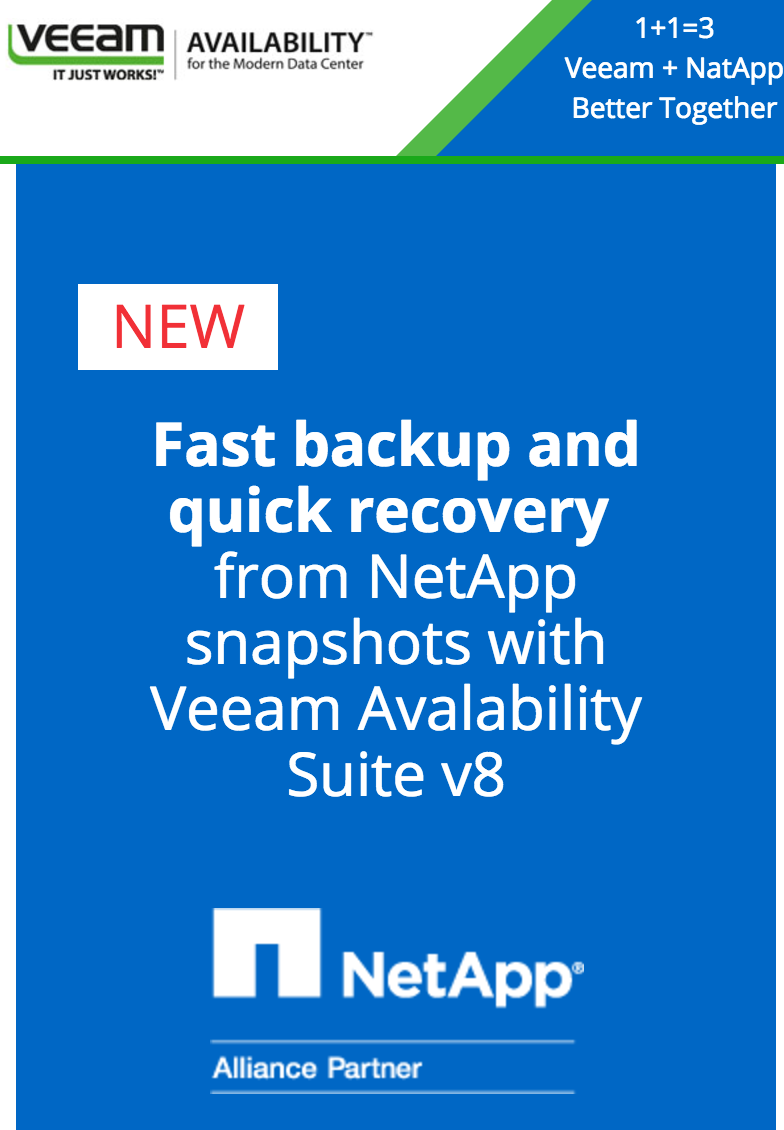 veeam
IT JUST WORKS!™
AVAILABILITY™
for the Modern Data Center
1+1=3
Veeam + NatApp
Better Together
NEW
Fast backup and
quick recovery
from NetApp
snapshots with
Veeam Avalability
Suite v8
NetApp®
Alliance Partner